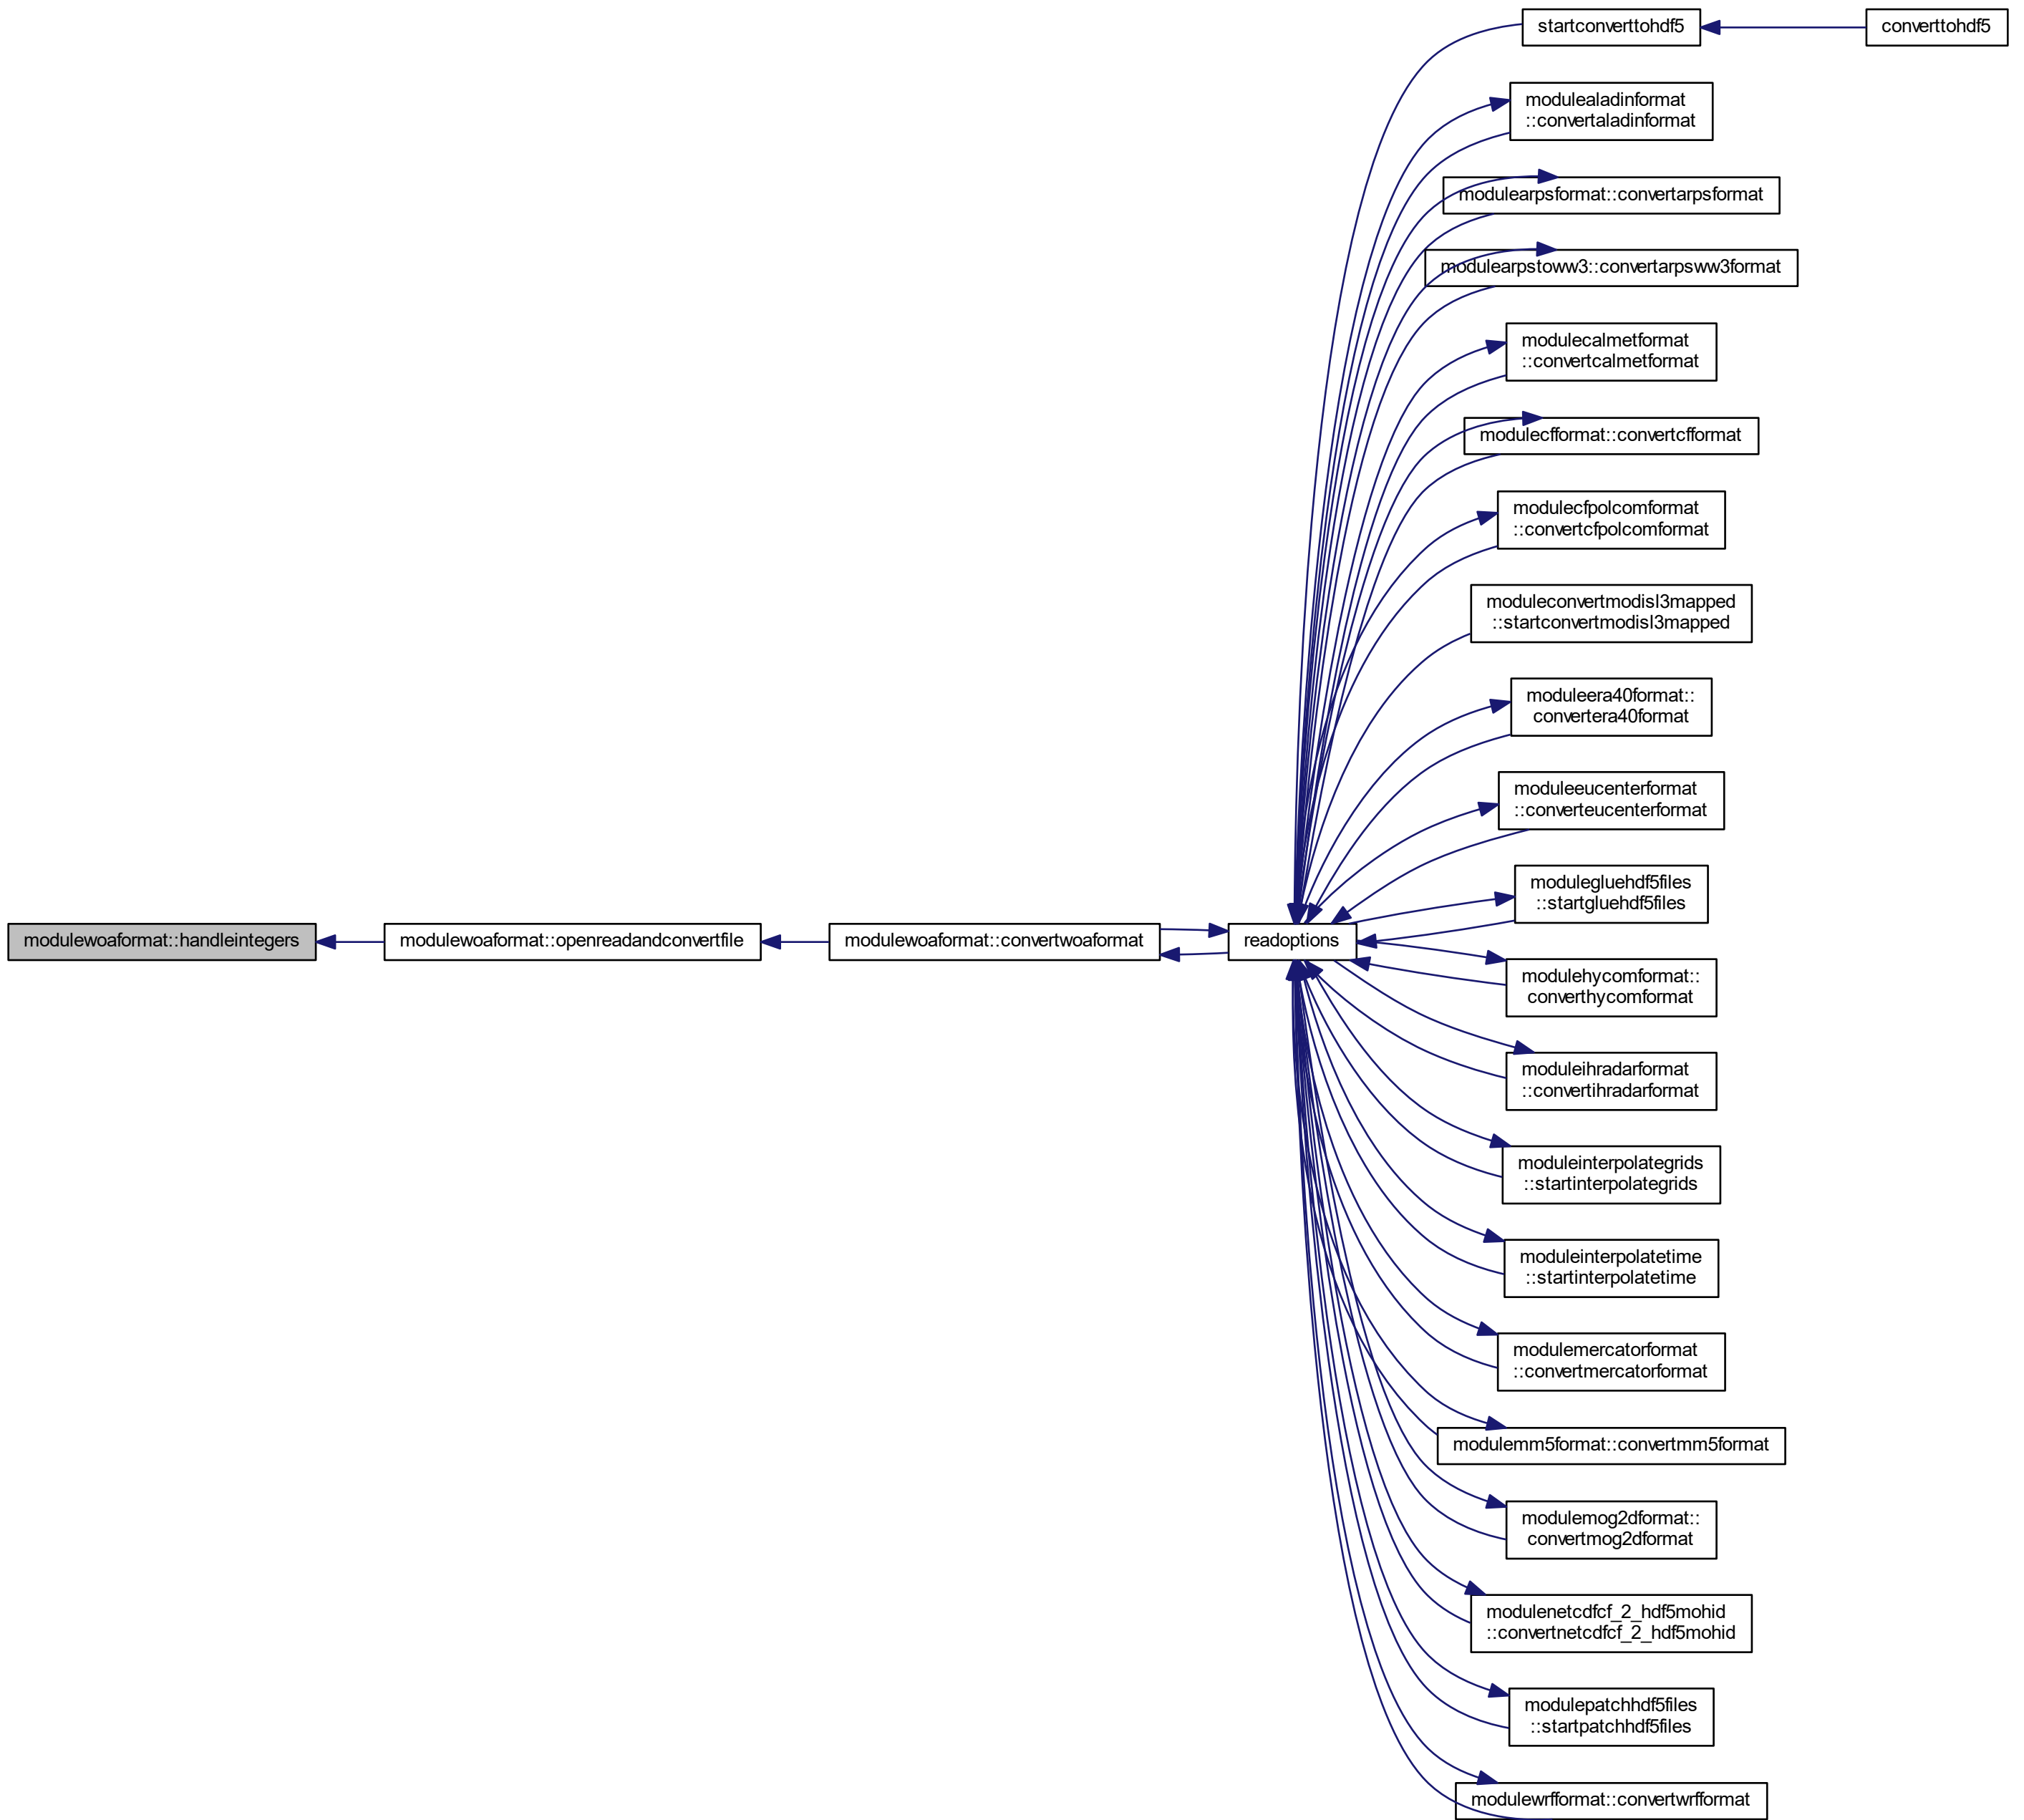 startconverttohdf5
converttohdf5
modulealadinformat
::convertaladinformat
modulearpsformat::convertarpsformat
modulearpstoww3::convertarpsww3format
modulecalmetformat
::convertcalmetformat
modulecfformat::convertcfformat
modulecfpolcomformat
::convertcfpolcomformat
moduleconvertmodisl3mapped
::startconvertmodisl3mapped
moduleera40format::
convertera40format
moduleeucenterformat
::converteucenterformat
modulegluehdf5files
::startgluehdf5files
modulewoaformat::handleintegers
modulewoaformat::openreadandconvertfile
modulewoaformat::convertwoaformat
readoptions
modulehycomformat::
converthycomformat
moduleihradarformat
::convertihradarformat
moduleinterpolategrids
::startinterpolategrids
moduleinterpolatetime
::startinterpolatetime
modulemercatorformat
::convertmercatorformat
modulemm5format::convertmm5format
modulemog2dformat::
convertmog2dformat
modulenetcdfcf_2_hdf5mohid
::convertnetcdfcf_2_hdf5mohid
modulepatchhdf5files
::startpatchhdf5files
modulewrfformat::convertwrfformat